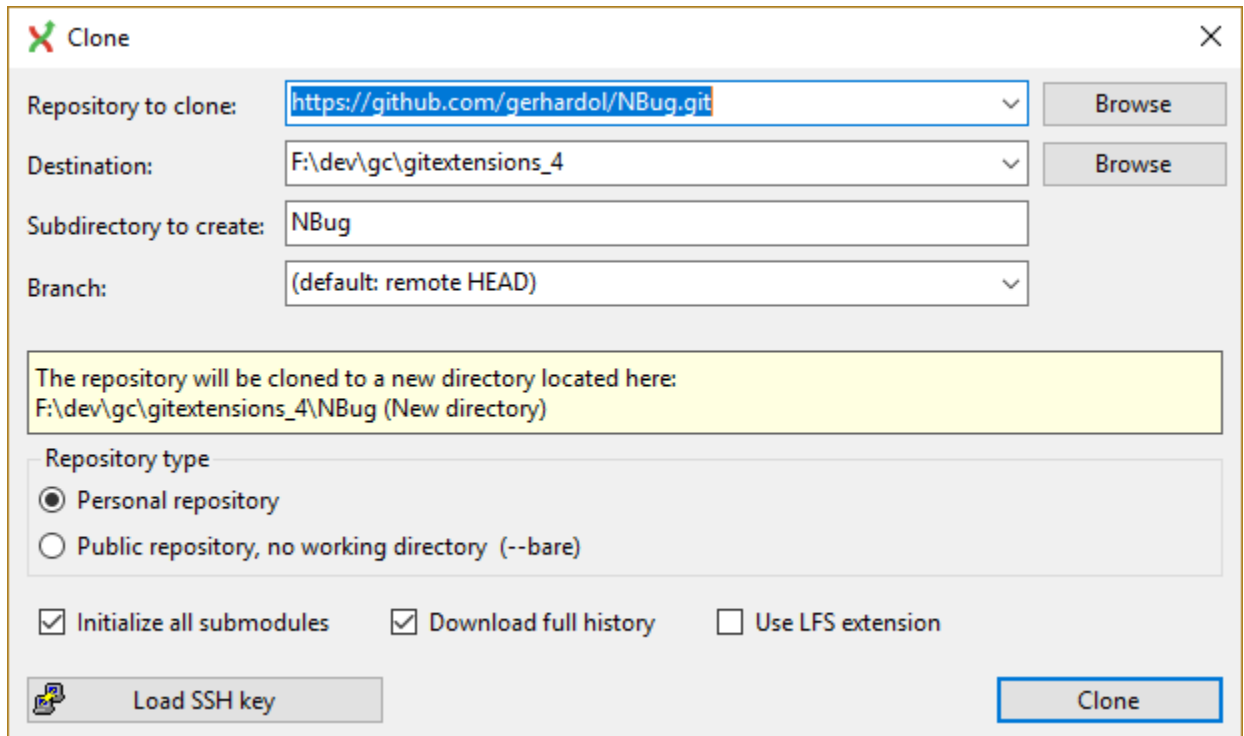 Clone
Repository to clone: https://github.com/gerhardol/NBug.git Browse
Destination: F:\dev\gc\gitextensions_4 Browse
Subdirectory to create: NBug
Branch: (default: remote HEAD)
The repository will be cloned to a new directory located here:
F:\dev\gc\gitextensions_4\NBug (New directory)
Repository type
Personal repository
Public repository, no working directory  (--bare)
Initialize all submodules Download full history Use LFS extension
Load SSH key Clone